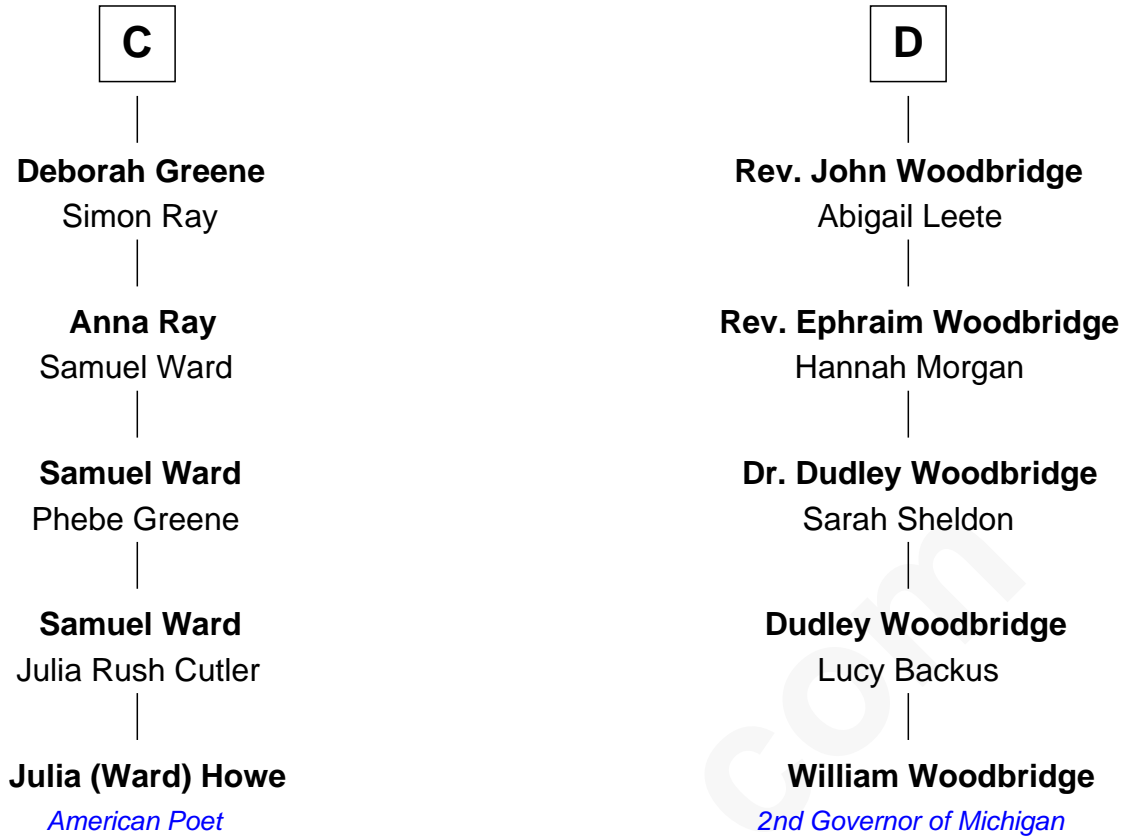 C
Deborah Greene
Simon Ray
Anna Ray
Samuel Ward
Samuel Ward
Phebe Greene
Samuel Ward
Julia Rush Cutler
Julia (Ward) Howe
American Poet
D
Rev. John Woodbridge
Abigail Leete
Rev. Ephraim Woodbridge
Hannah Morgan
Dr. Dudley Woodbridge
Sarah Sheldon
Dudley Woodbridge
Lucy Backus
William Woodbridge
2nd Governor of Michigan
com